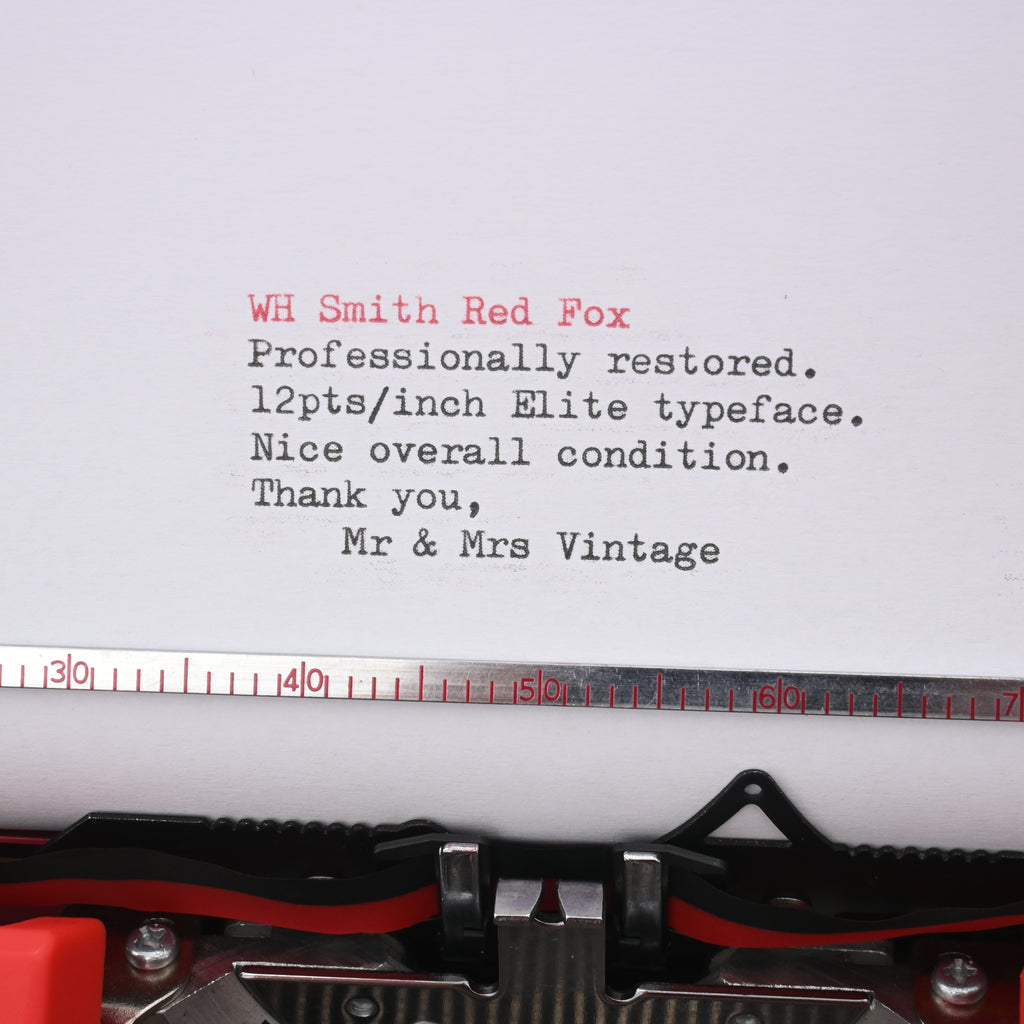 WH Smith Red Fox
Professionally restored.
12pts/inch Elite typeface.
Nice overall condition.
Thank you,
Mr & Mrs Vintage
30 40 50 60 7